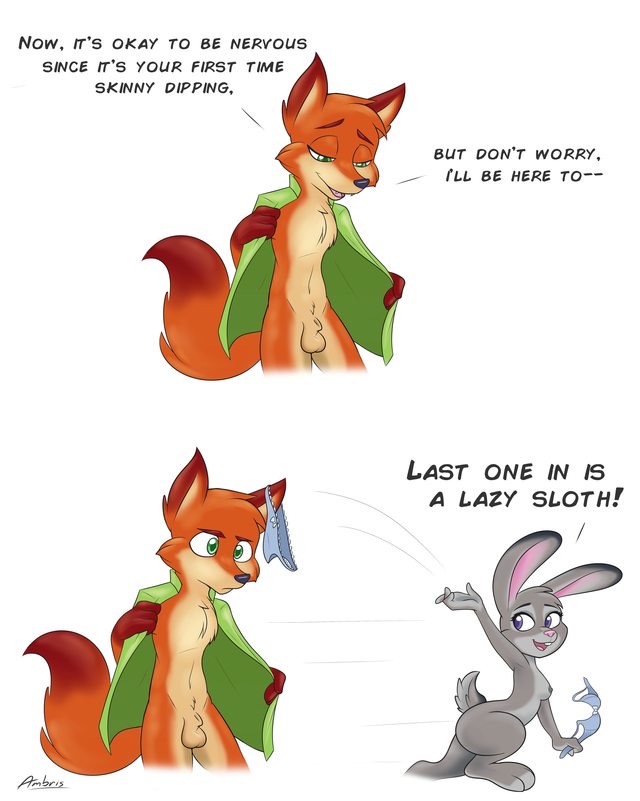 Now, it's okay to be nervous
since it's your first time
skinny dipping,
but don't worry,
I'll be here to--
Last one in is
a lazy sloth!
Ambris